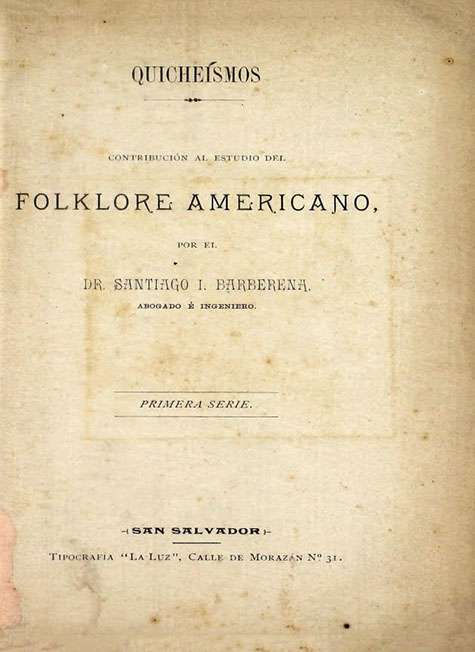 QUICHEÍSMOS
CONTRIBUCIÓN AL ESTUDIO DEL
FOLKLORE AMERICANO,
POR EL
DR. SANTIAGO I. BARBERENA,
ABOGADO É INGENIERO.
PRIMERA SERIE.
SAN SALVADOR
TIPOGRAFÍA "LA LUZ", CALLE DE MORAZÁN Nº 31.